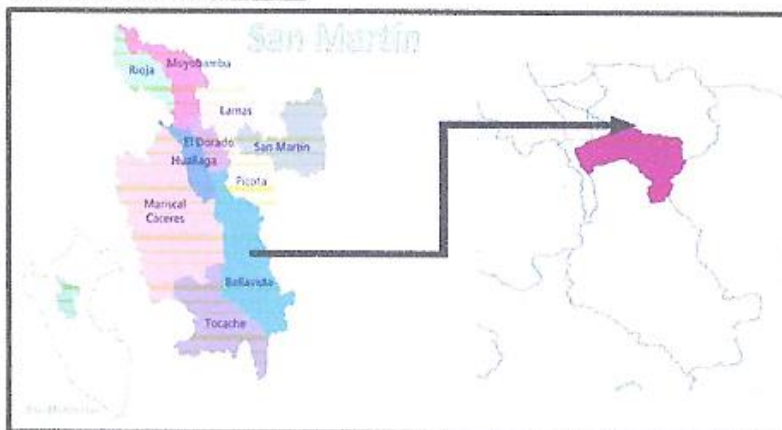 San Martín
Moyobamba
Rioja
Lamas
El Dorado
San Martín
Huallaga
Picota
Mariscal
Cáceres
Bellavista
Tocache